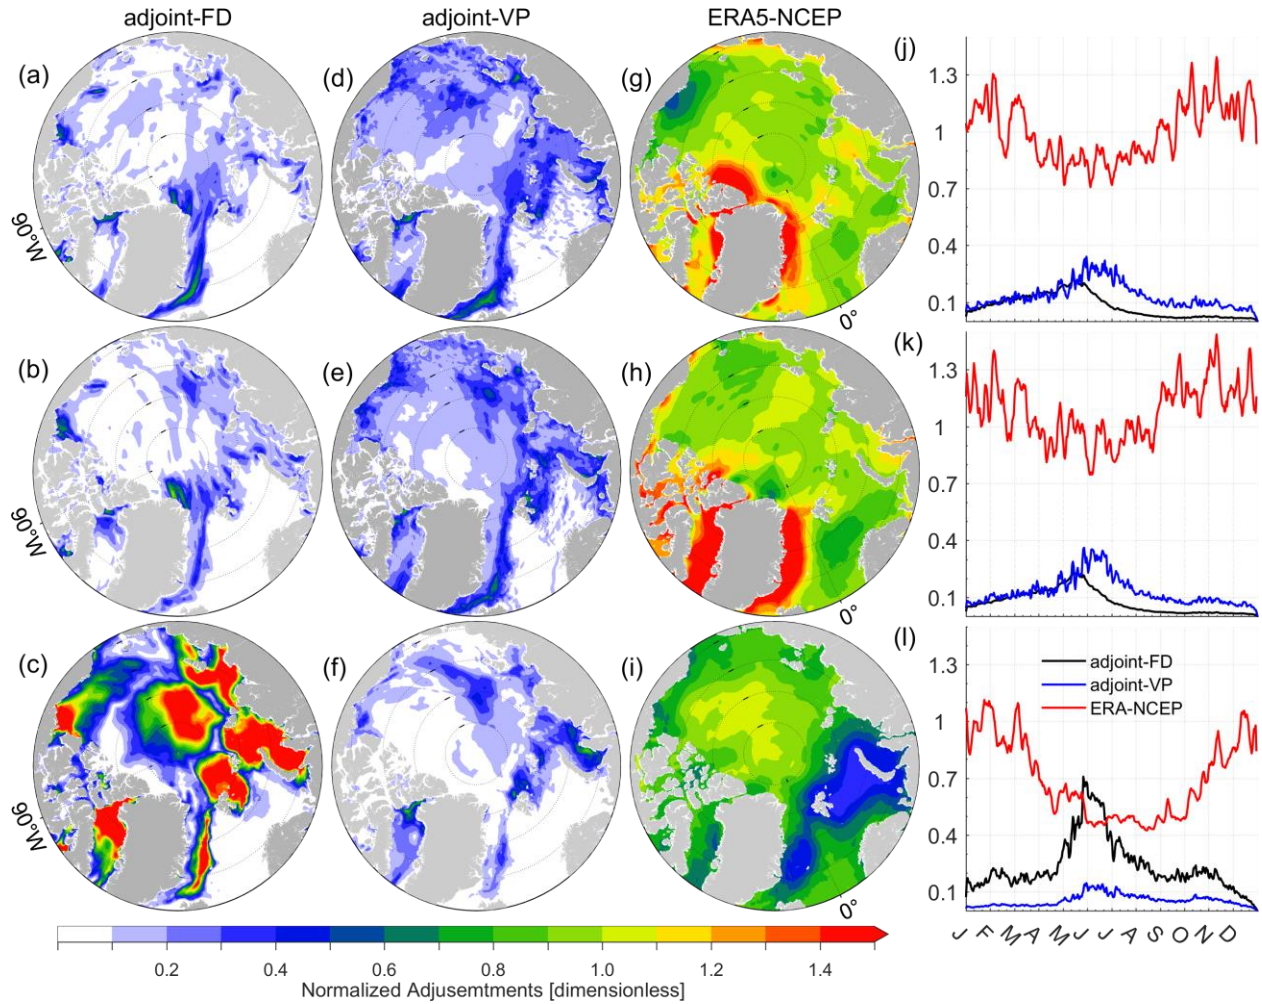 adjoint-FD
adjoint-VP
ERA5-NCEP
(a)
(d)
(g)
(j)
1.3
1
0.7
0.4
0.1
90°W
0°
(b)
(e)
(h)
(k)
1.3
1
0.7
0.4
0.1
90°W
0°
(c)
(f)
(i)
(l)
1.3
1
0.7
0.4
0.1
adjoint-FD
adjoint-VP
ERA-NCEP
90°W
0°
J F M A M J J A S O N D
0.2 0.4 0.6 0.8 1.0 1.2 1.4
Normalized Adjusemtments [dimensionless]